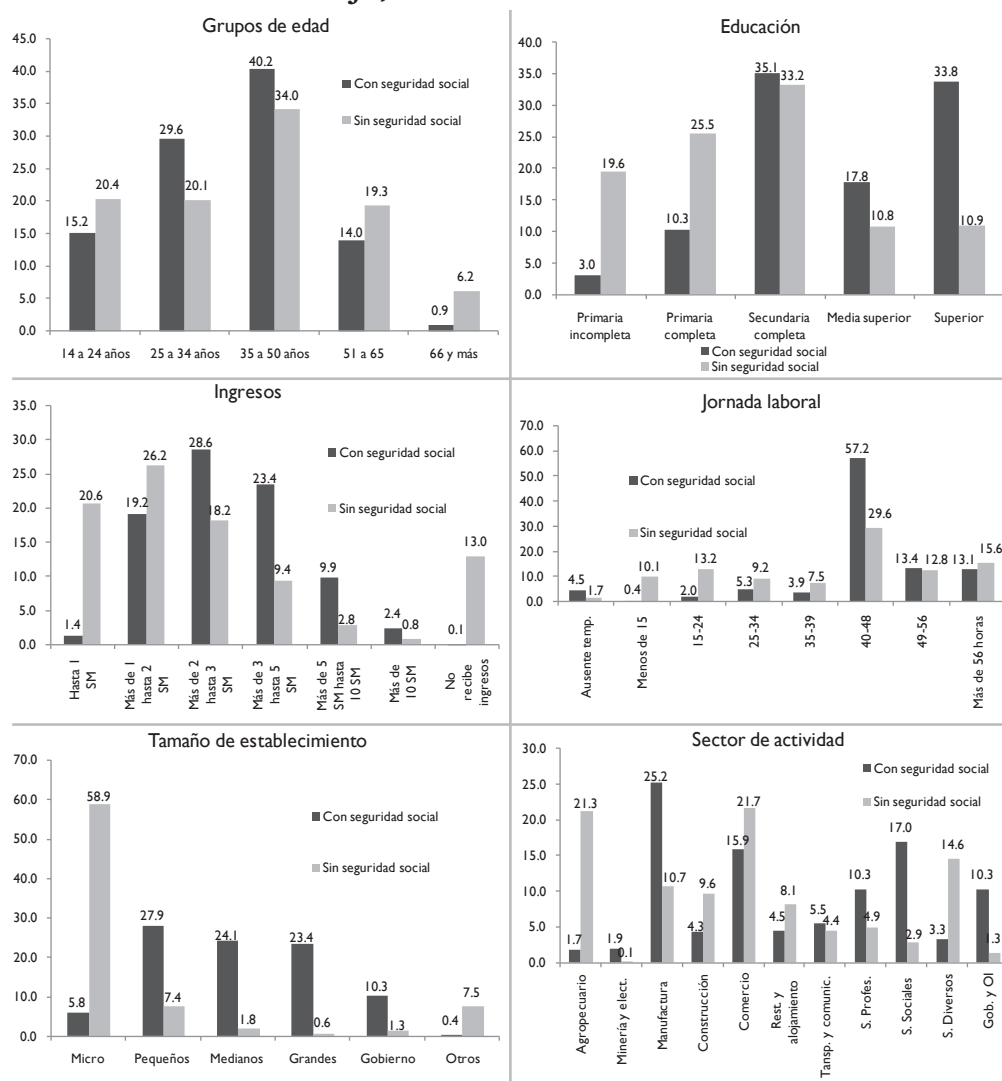 Grupos de edad
45.0
40.0
35.0
30.0
25.0
20.0
15.0
10.0
5.0
0.0
15.2
20.4
29.6
20.1
40.2
34.0
14.0
19.3
0.9
6.2
Con seguridad social
Sin seguridad social
14 a 24 años
25 a 34 años
35 a 50 años
51 a 65
66 y más
Educación
40.0
35.0
30.0
25.0
20.0
15.0
10.0
5.0
0.0
3.0
19.6
10.3
25.5
35.1
33.2
17.8
10.8
33.8
10.9
Primaria
incompleta
Primaria
completa
Secundaria
completa
Media superior
Superior
Con seguridad social
Sin seguridad social
Ingresos
35.0
30.0
25.0
20.0
15.0
10.0
5.0
0.0
1.4
20.6
19.2
26.2
28.6
18.2
23.4
9.4
9.9
2.8
2.4
0.8
0.1
13.0
Con seguridad social
Sin seguridad social
Hasta 1
SM
Más de 1
hasta 2
SM
Más de 2
hasta 3
SM
Más de 3
hasta 5
SM
Más de 5
SM hasta
10 SM
Más de
10 SM
No
recibe
ingresos
Jornada laboral
70.0
60.0
50.0
40.0
30.0
20.0
10.0
0.0
4.5
1.7
0.4
10.1
2.0
13.2
5.3
9.2
3.9
7.5
57.2
29.6
13.4
12.8
13.1
15.6
Con seguridad social
Sin seguridad social
Ausente temp.
Menos de 15
15-24
25-34
35-39
40-48
49-56
Más de 56 horas
Tamaño de establecimiento
70.0
60.0
50.0
40.0
30.0
20.0
10.0
0.0
5.8
58.9
27.9
7.4
24.1
1.8
23.4
0.6
10.3
1.3
0.4
7.5
Con seguridad social
Sin seguridad social
Micro
Pequeños
Medianos
Grandes
Gobierno
Otros
Sector de actividad
30.0
25.0
20.0
15.0
10.0
5.0
0.0
1.7
21.3
1.9
0.1
25.2
10.7
4.3
9.6
15.9
21.7
4.5
8.1
5.5
4.4
10.3
4.9
17.0
2.9
3.3
14.6
10.3
1.3
Con seguridad social
Sin seguridad social
Agropecuario
Minería y elect.
Manufactura
Construcción
Comercio
Rest. y
alojamiento
Tansp. y comunic.
S. Profes.
S. Sociales
S. Diversos
Gob. y OI